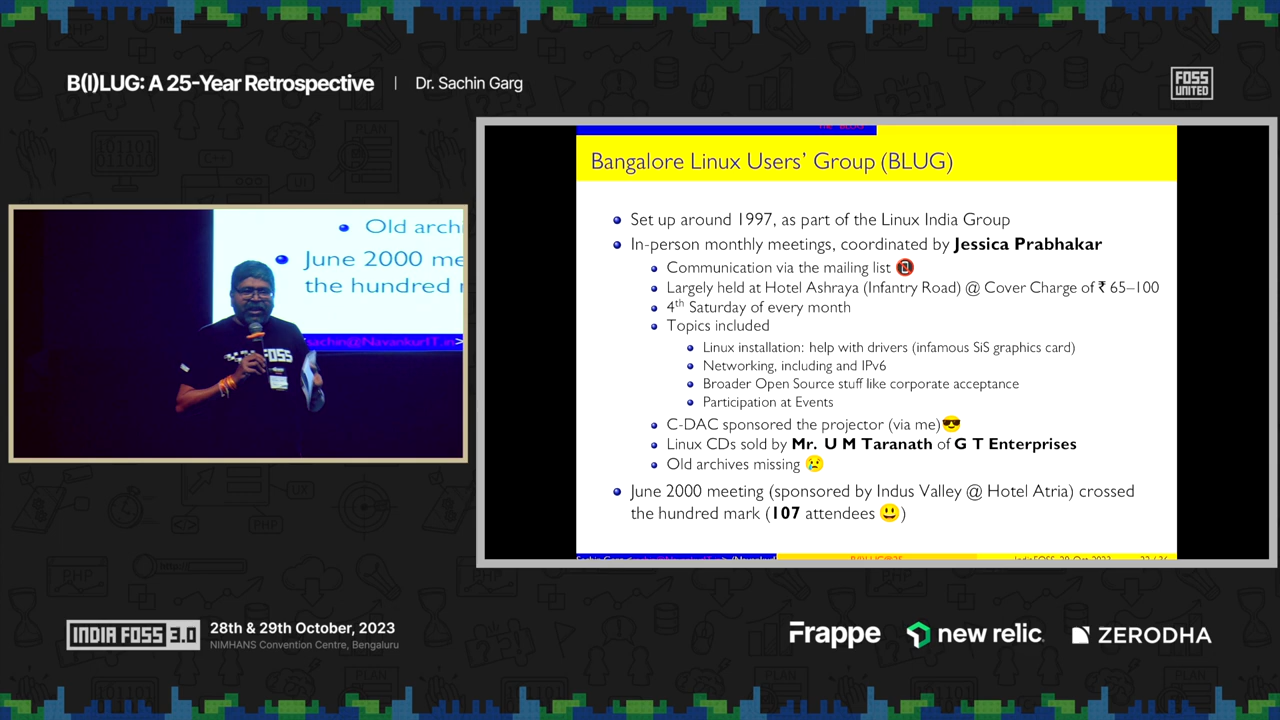 B(I)LUG: A 25-Year Retrospective | Dr. Sachin Garg
FOSS
UNITED
Bangalore Linux Users' Group (BLUG)
Set up around 1997, as part of the Linux India Group
In-person monthly meetings, coordinated by Jessica Prabhakar
Communication via the mailing list
Largely held at Hotel Ashraya (Infantry Road) @ Cover Charge of ₹ 65–100
4th Saturday of every month
Topics included
Linux installation: help with drivers (infamous SiS graphics card)
Networking, including and IPv6
Broader Open Source stuff like corporate acceptance
Participation at Events
C-DAC sponsored the projector (via me)
Linux CDs sold by Mr. U M Taranath of G T Enterprises
Old archives missing
June 2000 meeting (sponsored by Indus Valley @ Hotel Atria) crossed
the hundred mark (107 attendees)
Old archi
June 2000 me
the hundred
sachin@NavankurIT.in>
FOSS
INDIA FOSS 3.0
28th & 29th October, 2023
NIMHANS Convention Centre, Bengaluru
Frappe
new relic
ZERODHA